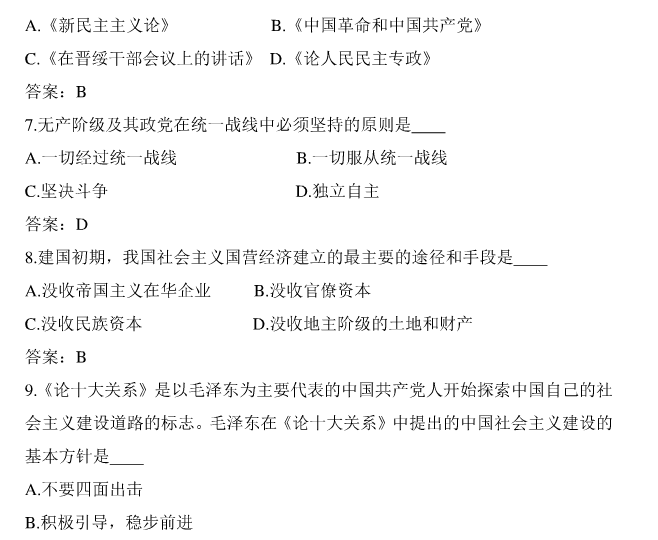 A.《新民主主义论》 B.《中国革命和中国共产党》
C.《在晋绥干部会议上的讲话》 D.《论人民民主专政》
答案：B
7.无产阶级及其政党在统一战线中必须坚持的原则是____
A.一切经过统一战线 B.一切服从统一战线
C.坚决斗争 D.独立自主
答案：D
8.建国初期，我国社会主义国营经济建立的最主要的途径和手段是____
A.没收帝国主义在华企业 B.没收官僚资本
C.没收民族资本 D.没收地主阶级的土地和财产
答案：B
9.《论十大关系》是以毛泽东为主要代表的中国共产党人开始探索中国自己的社
会主义建设道路的标志。毛泽东在《论十大关系》中提出的中国社会主义建设的
基本方针是____
A.不要四面出击
B.积极引导，稳步前进